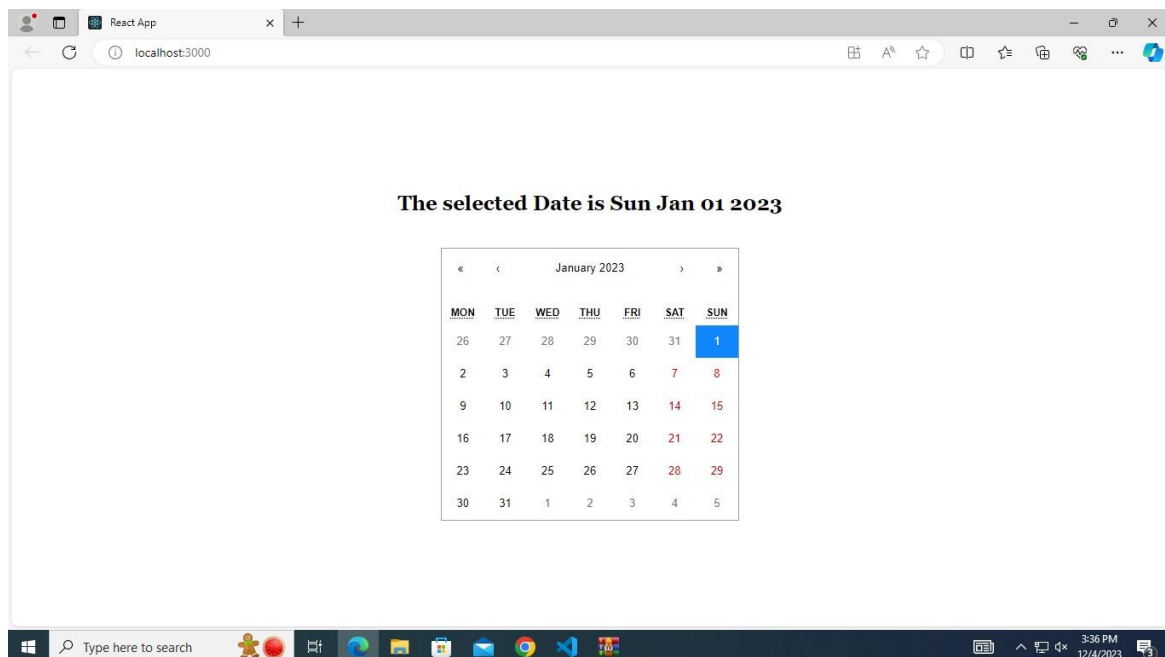 React App
localhost:3000
The selected Date is Sun Jan 01 2023
« ‹ January 2023 › »
MON TUE WED THU FRI SAT SUN
26 27 28 29 30 31 1
2 3 4 5 6 7 8
9 10 11 12 13 14 15
16 17 18 19 20 21 22
23 24 25 26 27 28 29
30 31 1 2 3 4 5
Type here to search
3:36 PM
12/4/2023
3